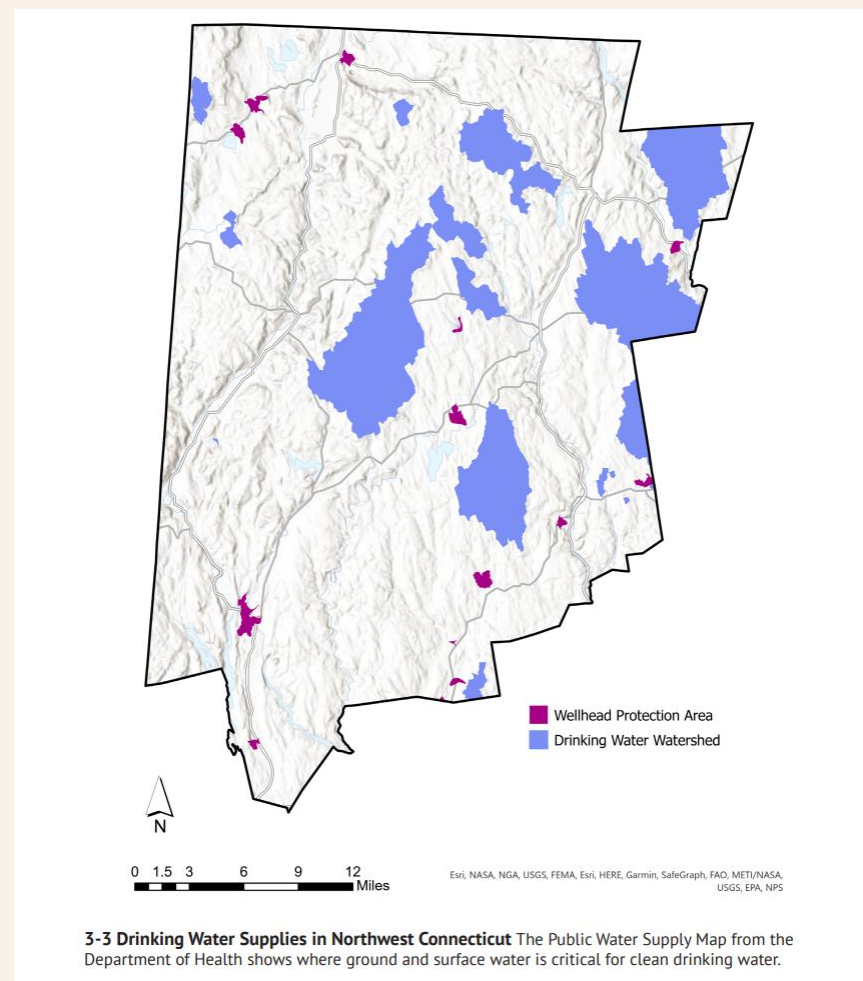 Wellhead Protection Area
Drinking Water Watershed
N
0 1.5 3 6 9 12
Miles
Esri, NASA, NGA, USGS, FEMA, Esri, HERE, Garmin, SafeGraph, FAO, METI/NASA,
USGS, EPA, NPS
3-3 Drinking Water Supplies in Northwest Connecticut The Public Water Supply Map from the
Department of Health shows where ground and surface water is critical for clean drinking water.